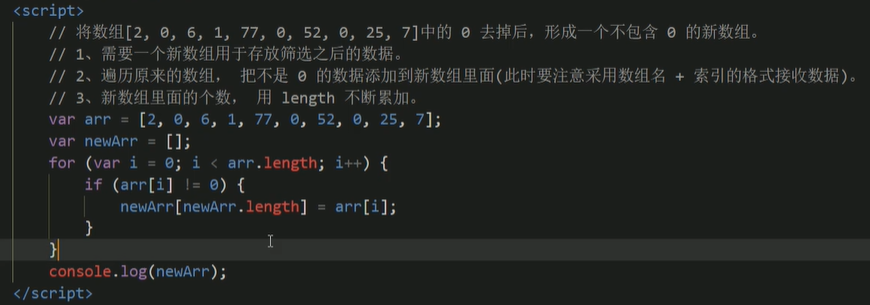 <script>
// 将数组[2, 0, 6, 1, 77, 0, 52, 0, 25, 7]中的 0 去掉后，形成一个不包含 0 的新数组。
// 1、需要一个新数组用于存放筛选之后的数据。
// 2、遍历原来的数组， 把不是 0 的数据添加到新数组里面(此时要注意采用数组名 + 索引的格式接收数据)。
// 3、新数组里面的个数， 用 length 不断累加。
var arr = [2, 0, 6, 1, 77, 0, 52, 0, 25, 7];
var newArr = [];
for (var i = 0; i < arr.length; i++) {
if (arr[i] != 0) {
newArr[newArr.length] = arr[i];
}
}
console.log(newArr);
</script>